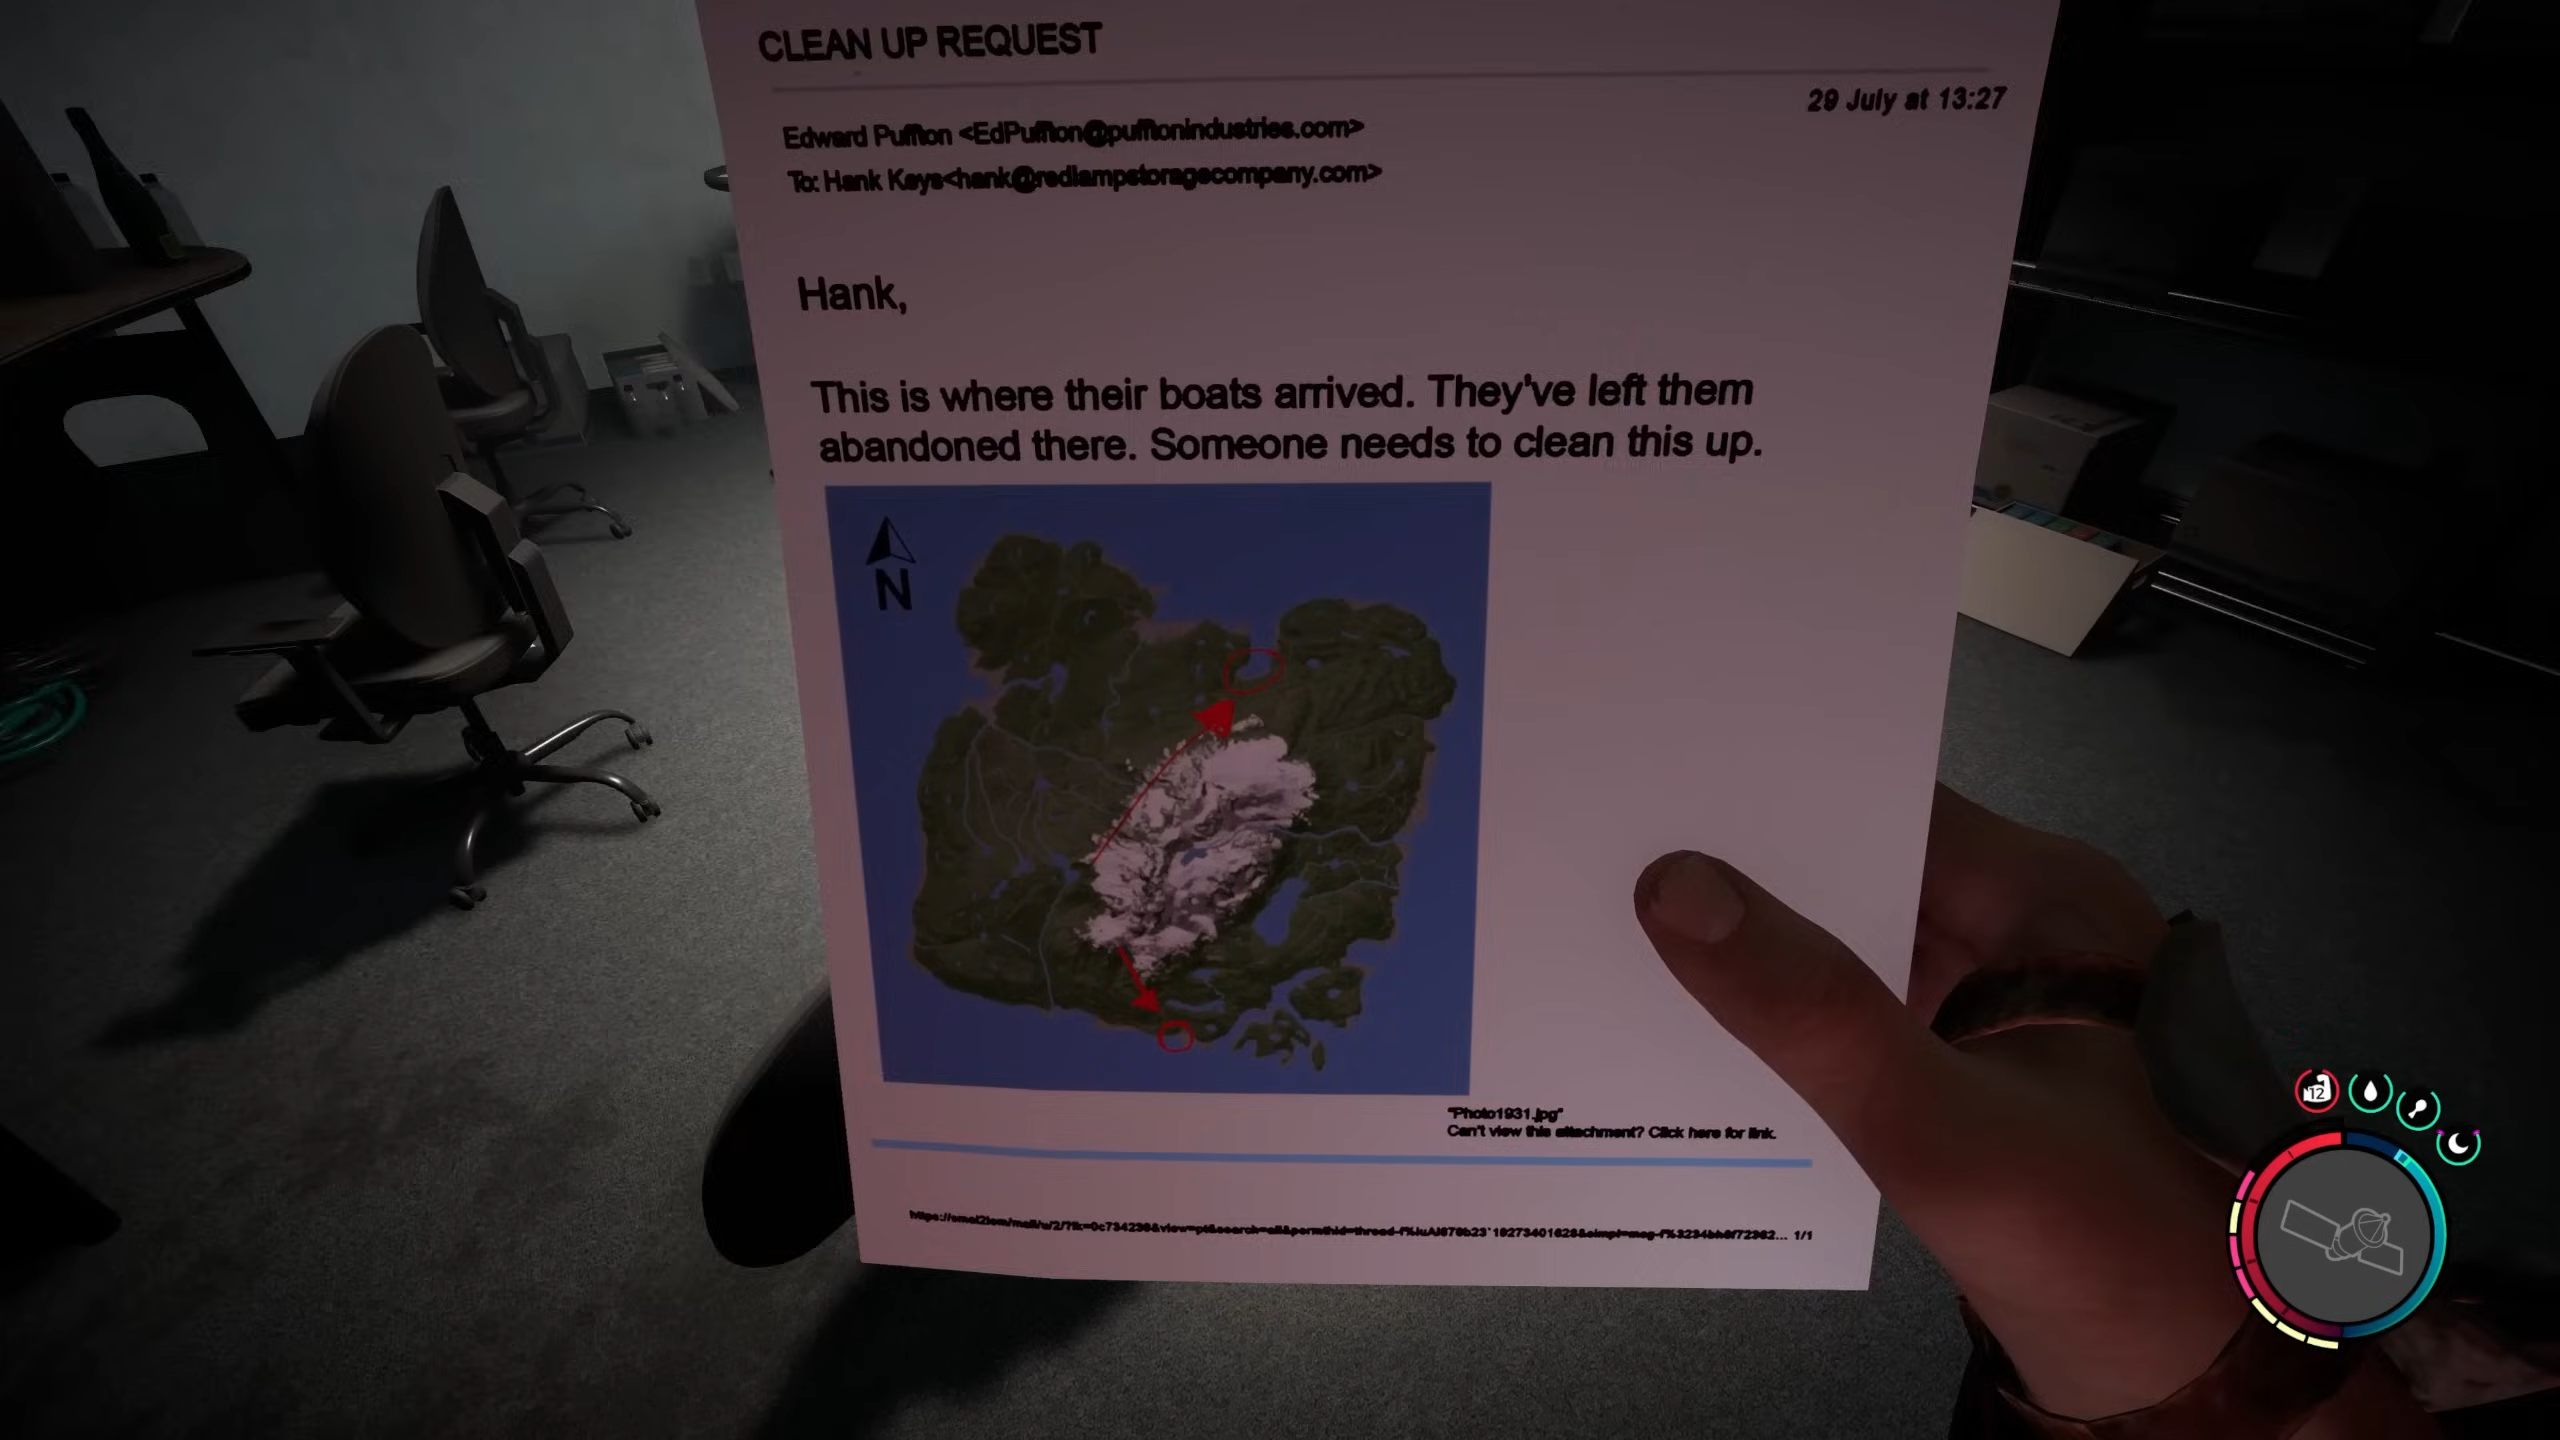 CLEAN UP REQUEST
29 July at 13:27
Edward Puffton <EdPuffton@pufftonindustries.com>
To: Hank Keys<hank@redlampstoragecompany.com>
Hank,
This is where their boats arrived. They've left them
abandoned there. Someone needs to clean this up.
N
"Photo1931.jpg"
Can't view this attachment? Click here for link.
1/1
12